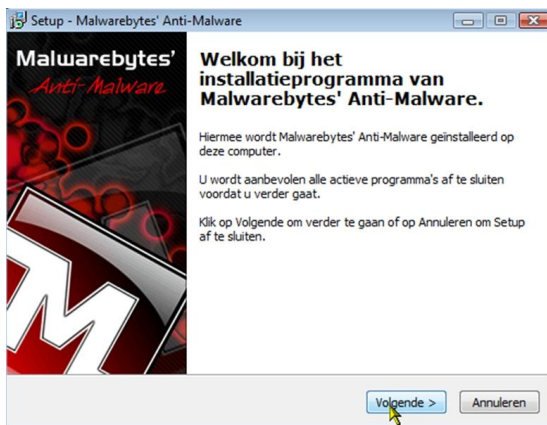 Setup - Malwarebytes' Anti-Malware
Malwarebytes'
Anti-Malware
Welkom bij het
installatieprogramma van
Malwarebytes' Anti-Malware.
Hiermee wordt Malwarebytes' Anti-Malware geïnstalleerd op
deze computer.
U wordt aanbevolen alle actieve programma's af te sluiten
voordat u verder gaat.
Klik op Volgende om verder te gaan of op Annuleren om Setup
af te sluiten.
Volgende >
Annuleren